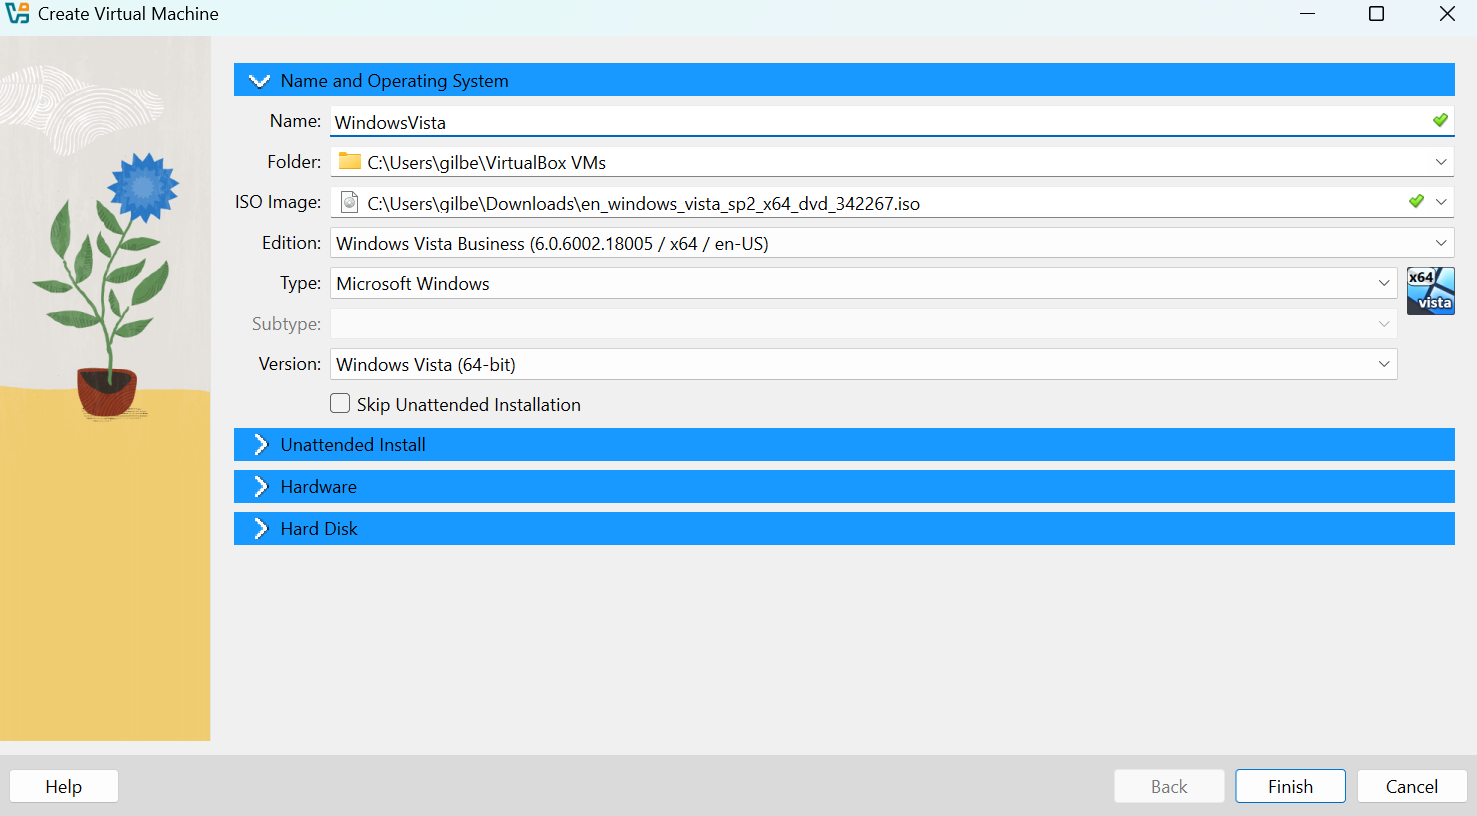 Create Virtual Machine
Name and Operating System
Name: WindowsVista
Folder: C:\Users\gilbe\VirtualBox VMs
ISO Image: C:\Users\gilbe\Downloads\en_windows_vista_sp2_x64_dvd_342267.iso
Edition: Windows Vista Business (6.0.6002.18005 / x64 / en-US)
Type: Microsoft Windows
x64
vista
Subtype:
Version: Windows Vista (64-bit)
Skip Unattended Installation
Unattended Install
Hardware
Hard Disk
Help Back Finish Cancel